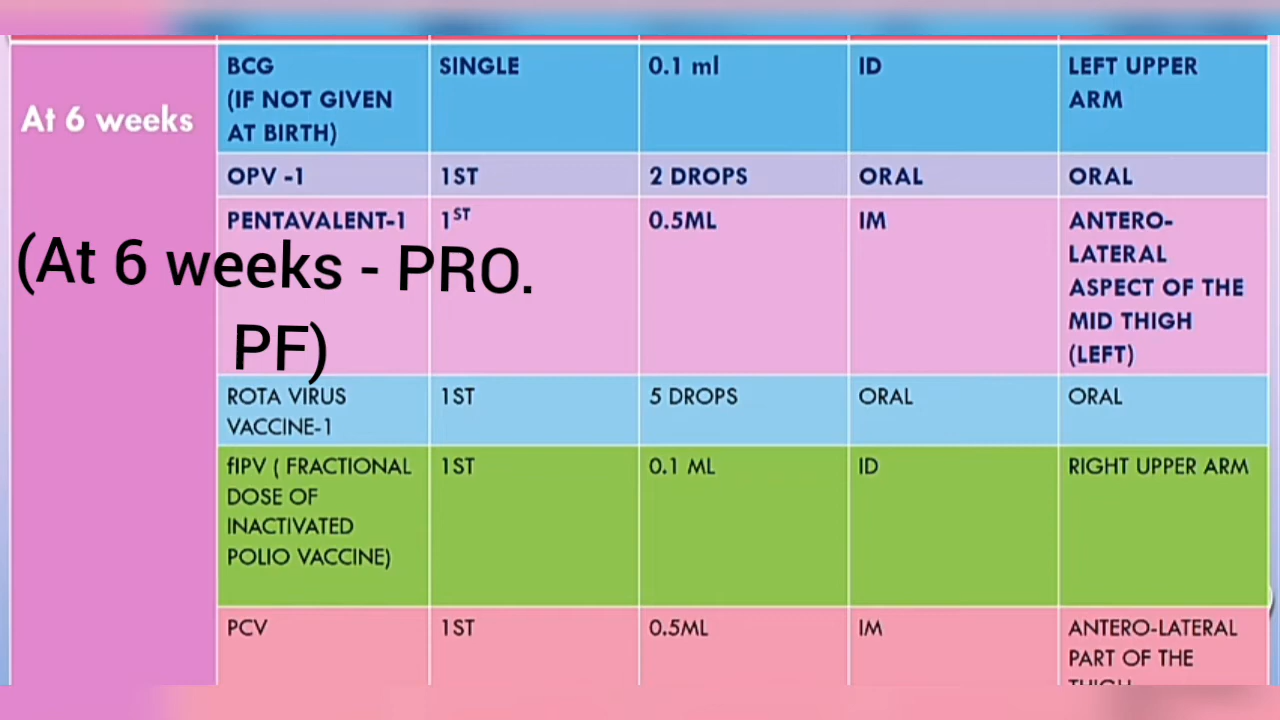 At 6 weeks
BCG
(IF NOT GIVEN
AT BIRTH)
SINGLE
0.1 ml
ID
LEFT UPPER
ARM
OPV -1
1ST
2 DROPS
ORAL
ORAL
PENTAVALENT-1
1ST
0.5ML
IM
ANTERO-
LATERAL
ASPECT OF THE
MID THIGH
(LEFT)
(At 6 weeks - PRO.
PF)
ROTA VIRUS
VACCINE-1
1ST
5 DROPS
ORAL
ORAL
fIPV ( FRACTIONAL
DOSE OF
INACTIVATED
POLIO VACCINE)
1ST
0.1 ML
ID
RIGHT UPPER ARM
PCV
1ST
0.5ML
IM
ANTERO-LATERAL
PART OF THE
THIGH